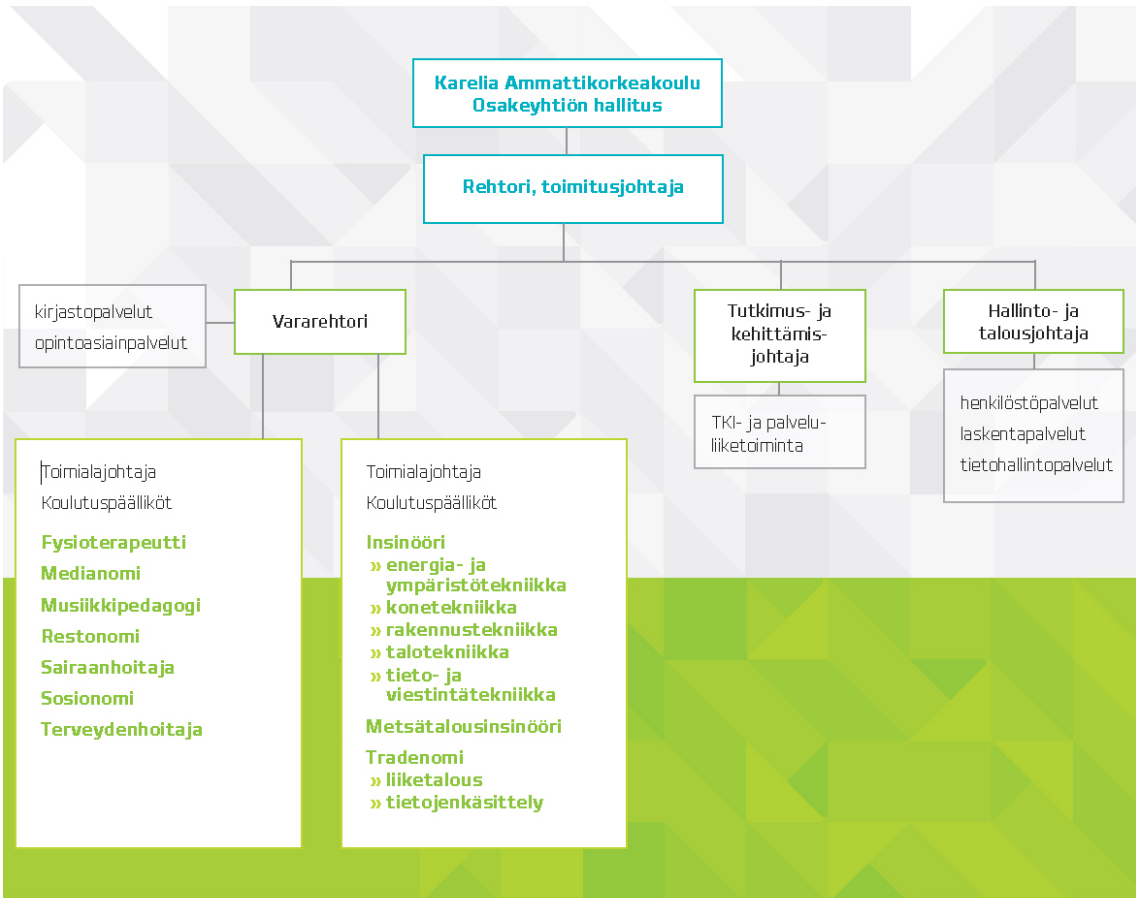 Karelia Ammattikorkeakoulu
Osakeyhtiön hallitus
Rehtori, toimitusjohtaja
kirjastopalvelut
opintoasiainpalvelut
Vararehtori
Tutkimus- ja
kehittämis-
johtaja
TKI- ja palvelu-
liiketoiminta
Hallinto- ja
talousjohtaja
henkilöstöpalvelut
laskentapalvelut
tietohallintopalvelut
Toimialajohtaja
Koulutuspäälliköt
Fysioterapeutti
Medianomi
Musiikkipedagogi
Restonomi
Sairaanhoitaja
Sosionomi
Terveydenhoitaja
Toimialajohtaja
Koulutuspäälliköt
Insinööri
» energia- ja
ympäristötekniikka
» konetekniikka
» rakennustekniikka
» talotekniikka
» tieto- ja
viestintätekniikka
Metsätalousinsinööri
Tradenomi
» liiketalous
» tietojenkäsittely